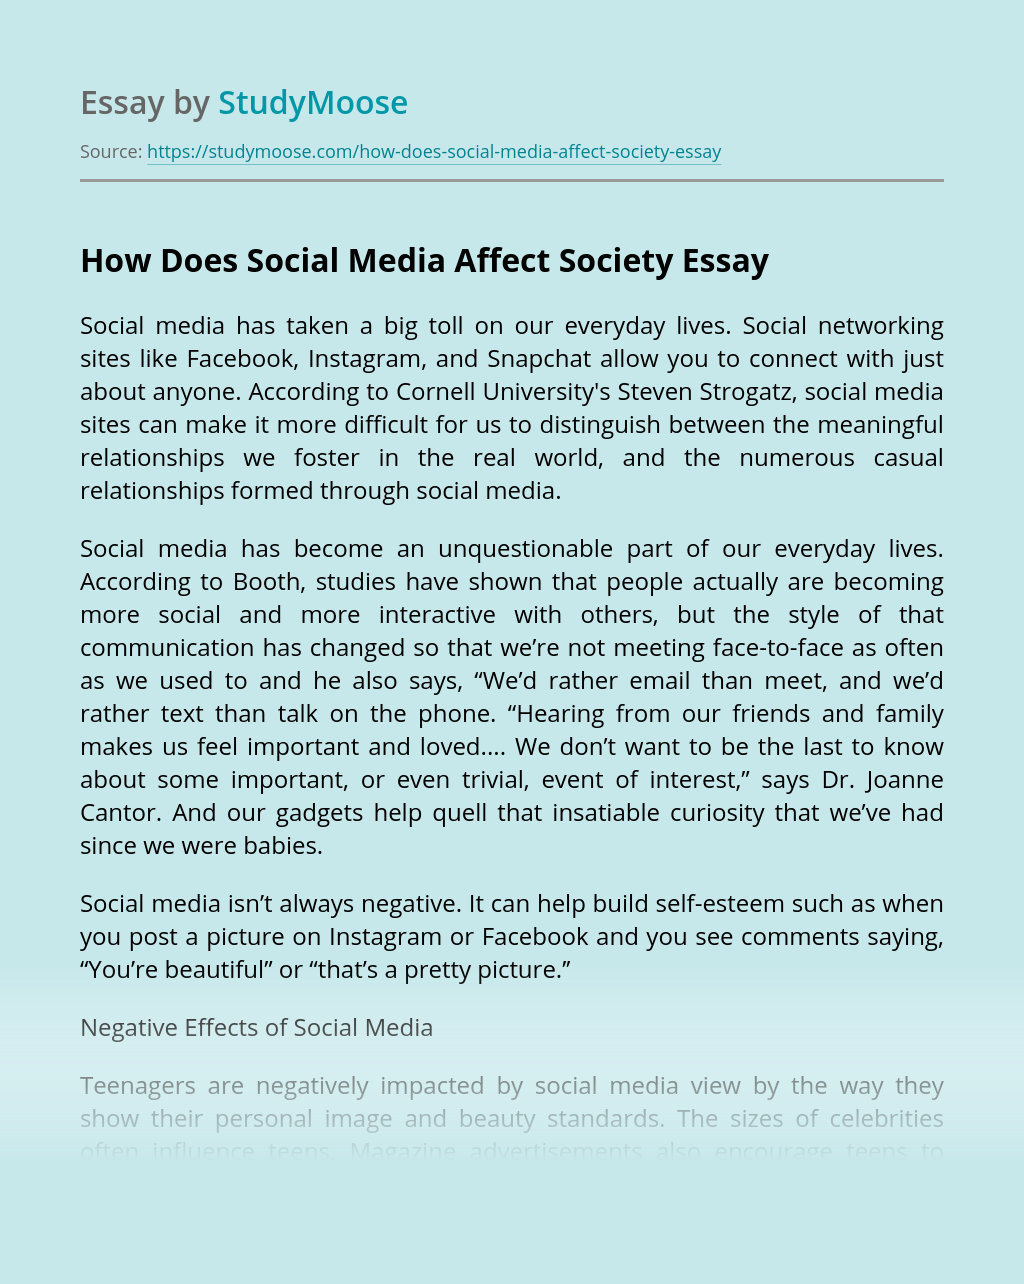 Essay by StudyMoose
Source: https://studymoose.com/how-does-social-media-affect-society-essay
How Does Social Media Affect Society Essay
Social media has taken a big toll on our everyday lives. Social networking
sites like Facebook, Instagram, and Snapchat allow you to connect with just
about anyone. According to Cornell University's Steven Strogatz, social media
sites can make it more difficult for us to distinguish between the meaningful
relationships we foster in the real world, and the numerous casual
relationships formed through social media.
Social media has become an unquestionable part of our everyday lives.
According to Booth, studies have shown that people actually are becoming
more social and more interactive with others, but the style of that
communication has changed so that we’re not meeting face-to-face as often
as we used to and he also says, “We’d rather email than meet, and we’d
rather text than talk on the phone. “Hearing from our friends and family
makes us feel important and loved.... We don’t want to be the last to know
about some important, or even trivial, event of interest,” says Dr. Joanne
Cantor. And our gadgets help quell that insatiable curiosity that we’ve had
since we were babies.
Social media isn’t always negative. It can help build self-esteem such as when
you post a picture on Instagram or Facebook and you see comments saying,
“You’re beautiful” or “that’s a pretty picture.”
Negative Effects of Social Media
Teenagers are negatively impacted by social media view by the way they
show their personal image and beauty standards. The sizes of celebrities
often influence teens. Magazine advertisements also encourage teens to